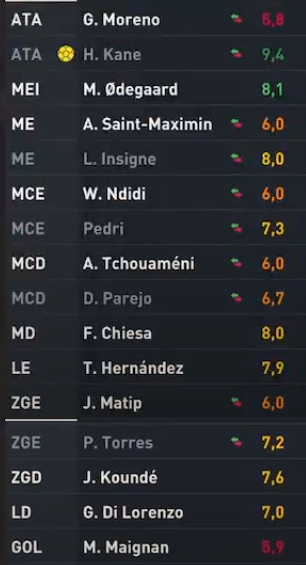 ATA G. Moreno 5,8
ATA H. Kane 9,4
MEI M. Ødegaard 8,1
ME A. Saint-Maximin 6,0
ME L. Insigne 8,0
MCE W. Ndidi 6,0
MCE Pedri 7,3
MCD A. Tchouaméni 6,0
MCD D. Parejo 6,7
MD F. Chiesa 8,0
LE T. Hernández 7,9
ZGE J. Matip 6,0
ZGE P. Torres 7,2
ZGD J. Koundé 7,6
LD G. Di Lorenzo 7,0
GOL M. Maignan 5,9